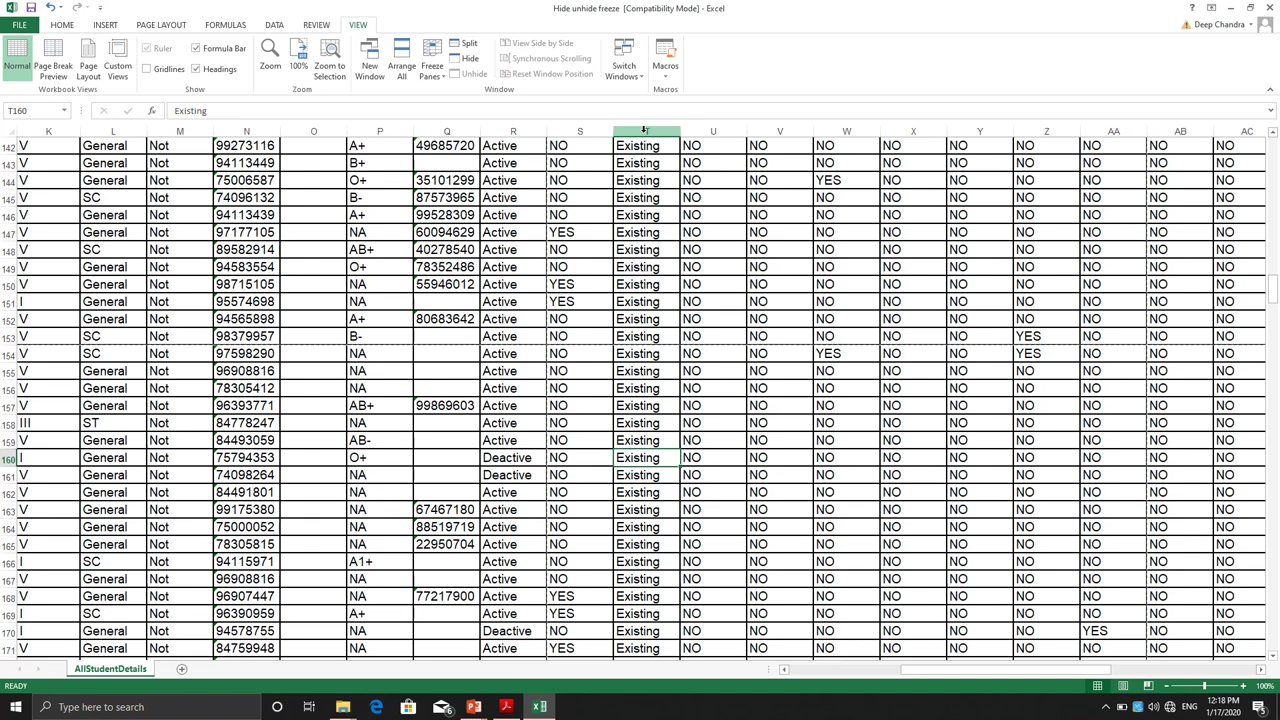 Hide unhide freeze [Compatibility Mode] - Excel
FILE HOME INSERT PAGE LAYOUT FORMULAS DATA REVIEW VIEW Deep Chandra
Normal Page Break Preview Page Layout Custom Views
Ruler Formula Bar
Gridlines Headings
Zoom 100% Zoom to Selection
New Window Arrange All Freeze Panes
Split
Hide
Unhide
View Side by Side
Synchronous Scrolling
Reset Window Position
Switch Windows Macros
Workbook Views Show Zoom Window Macros
T160 fx Existing
K L M N O P Q R S T U V W X Y Z AA AB AC
142 V General Not 99273116 A+ 49685720 Active NO Existing NO NO NO NO NO NO NO NO NO
143 V General Not 94113449 B+ Active NO Existing NO NO NO NO NO NO NO NO NO
144 V General Not 75006587 O+ 35101299 Active NO Existing NO NO YES NO NO NO NO NO NO
145 V SC Not 74096132 B- 87573965 Active NO Existing NO NO NO NO NO NO NO NO NO
146 V General Not 94113439 A+ 99528309 Active NO Existing NO NO NO NO NO NO NO NO NO
147 V General Not 97177105 NA 60094629 Active YES Existing NO NO NO NO NO NO NO NO NO
148 V SC Not 89582914 AB+ 40278540 Active NO Existing NO NO NO NO NO NO NO NO NO
149 V General Not 94583554 O+ 78352486 Active NO Existing NO NO NO NO NO NO NO NO NO
150 V General Not 98715105 NA 55946012 Active YES Existing NO NO NO NO NO NO NO NO NO
151 I General Not 95574698 NA Active YES Existing NO NO NO NO NO NO NO NO NO
152 V General Not 94565898 A+ 80683642 Active NO Existing NO NO NO NO NO NO NO NO NO
153 V SC Not 98379957 B- Active NO Existing NO NO NO NO NO YES NO NO NO
154 V SC Not 97598290 NA Active NO Existing NO NO YES NO NO YES NO NO NO
155 V General Not 96908816 NA Active NO Existing NO NO NO NO NO NO NO NO NO
156 V General Not 78305412 NA Active NO Existing NO NO NO NO NO NO NO NO NO
157 V General Not 96393771 AB+ 99869603 Active NO Existing NO NO NO NO NO NO NO NO NO
158 III ST Not 84778247 NA Active NO Existing NO NO NO NO NO NO NO NO NO
159 V General Not 84493059 AB- Active NO Existing NO NO NO NO NO NO NO NO NO
160 I General Not 75794353 O+ Deactive NO Existing NO NO NO NO NO NO NO NO NO
161 V General Not 74098264 NA Deactive NO Existing NO NO NO NO NO NO NO NO NO
162 V General Not 84491801 NA Active NO Existing NO NO NO NO NO NO NO NO NO
163 V General Not 99175380 NA 67467180 Active NO Existing NO NO NO NO NO NO NO NO NO
164 V General Not 75000052 NA 88519719 Active NO Existing NO NO NO NO NO NO NO NO NO
165 V General Not 78305815 NA 22950704 Active NO Existing NO NO NO NO NO NO NO NO NO
166 I SC Not 94115971 A1+ Active NO Existing NO NO NO NO NO NO NO NO NO
167 V General Not 96908816 NA Active NO Existing NO NO NO NO NO NO NO NO NO
168 V General Not 96907447 NA 77217900 Active YES Existing NO NO NO NO NO NO NO NO NO
169 I SC Not 96390959 A+ Active YES Existing NO NO NO NO NO NO NO NO NO
170 I General Not 94578755 NA Deactive NO Existing NO NO NO NO NO NO YES NO NO
171 V General Not 84759948 NA Active YES Existing NO NO NO NO NO NO NO NO NO
AllStudentDetails
READY 100%
Type here to search ENG 12:18 PM
1/17/2020